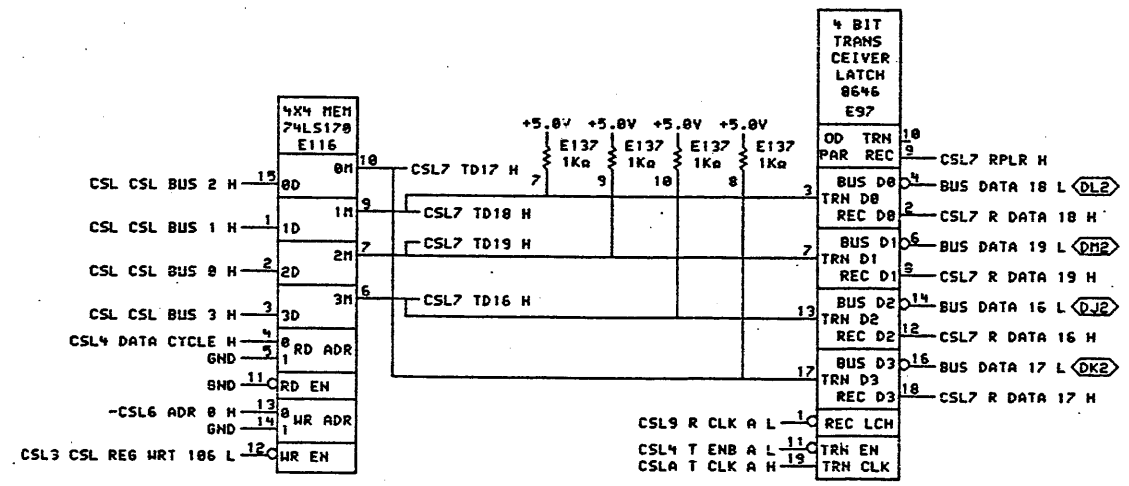 4 BIT
TRANS
CEIVER
LATCH
8646
E97
4X4 MEM
74LS170
E116
+5.0V +5.0V +5.0V +5.0V
E137 E137 E137 E137
1KΩ 1KΩ 1KΩ 1KΩ
7 9 10 8
OD TRN 10
PAR REC 9 CSL7 RPLR H
CSL CSL BUS 2 H 15 0D
0M 10 CSL7 TD17 H
CSL CSL BUS 1 H 1 1D
1M 9 CSL7 TD18 H
CSL CSL BUS 0 H 2 2D
2M 7 CSL7 TD19 H
CSL CSL BUS 3 H 3 3D
3M 6 CSL7 TD16 H
CSL4 DATA CYCLE H 4 0
GND 5 1
RD ADR
GND 11 RD EN
-CSL6 ADR 0 H 13 0
GND 14 1
WR ADR
CSL3 CSL REG WRT 106 L 12 WR EN
BUS D0 4 BUS DATA 18 L DL2
3 TRN D0
REC D0 2 CSL7 R DATA 18 H
BUS D1 6 BUS DATA 19 L DM2
7 TRN D1
REC D1 CSL7 R DATA 19 H
BUS D2 14 BUS DATA 16 L DJ2
13 TRN D2
REC D2 12 CSL7 R DATA 16 H
BUS D3 16 BUS DATA 17 L DK2
17 TRN D3
REC D3 18 CSL7 R DATA 17 H
CSL9 R CLK A L 1 REC LCH
CSL4 T ENB A L 11 TRN EN
CSLA T CLK A H 19 TRN CLK